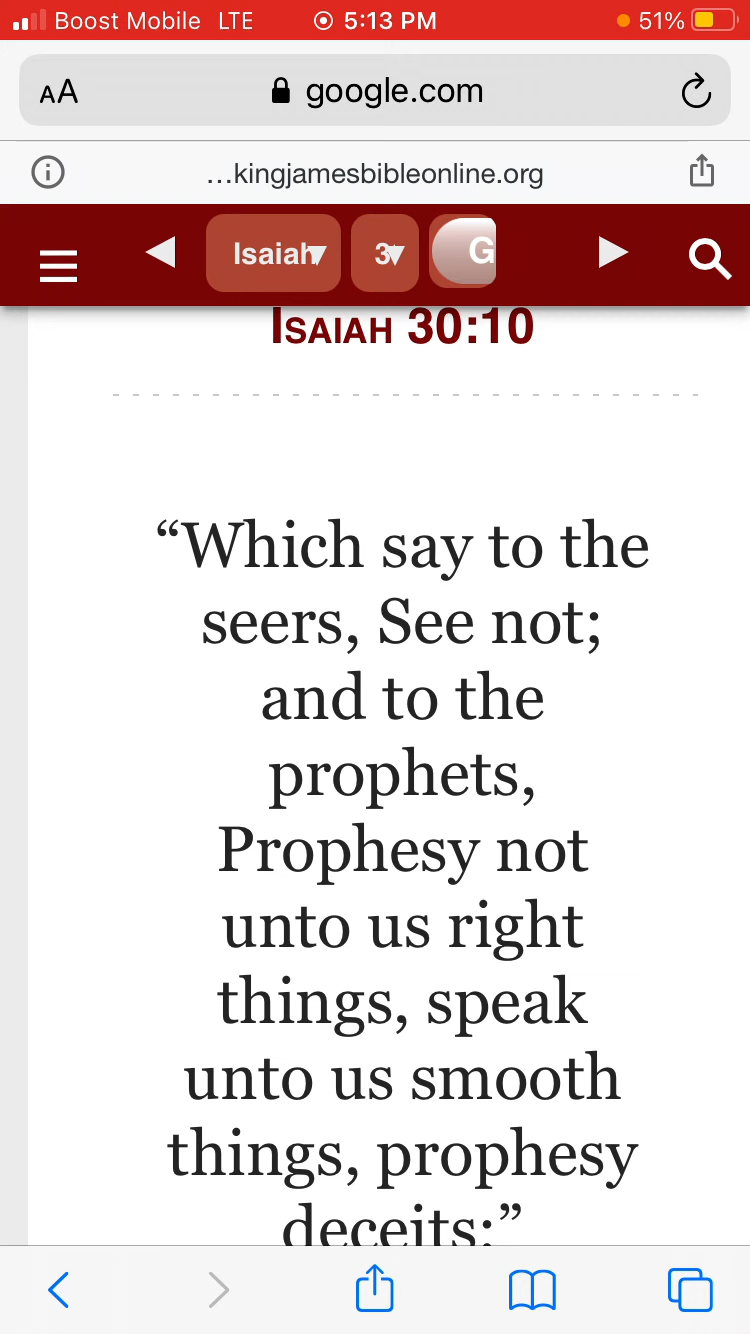 Boost Mobile LTE 5:13 PM 51%
AA google.com
...kingjamesbibleonline.org
Isaiah 3 G
ISAIAH 30:10
“Which say to the
seers, See not;
and to the
prophets,
Prophesy not
unto us right
things, speak
unto us smooth
things, prophesy
deceits:”